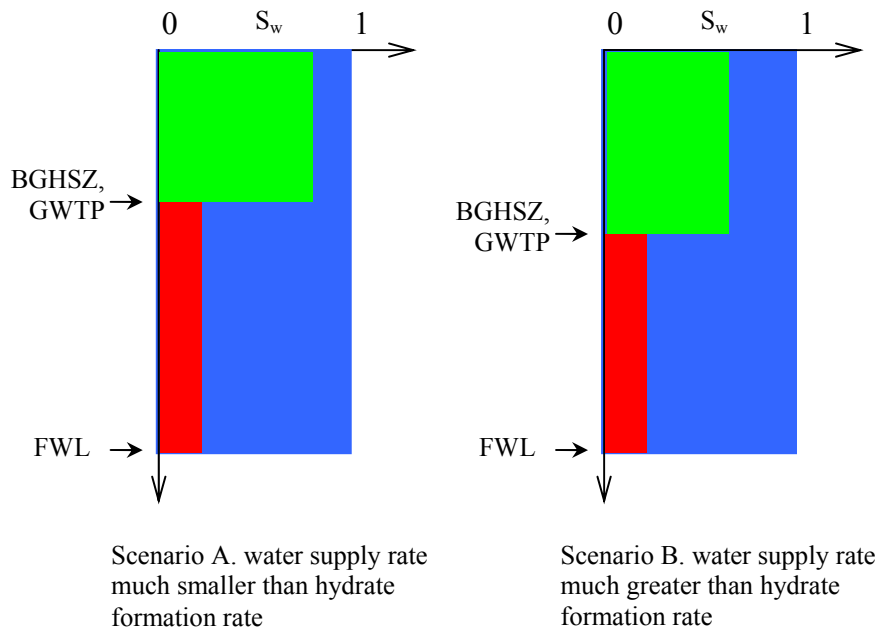 0 Sw 1
BGHSZ,
GWTP
FWL
Scenario A. water supply rate
much smaller than hydrate
formation rate
0 Sw 1
BGHSZ,
GWTP
FWL
Scenario B. water supply rate
much greater than hydrate
formation rate